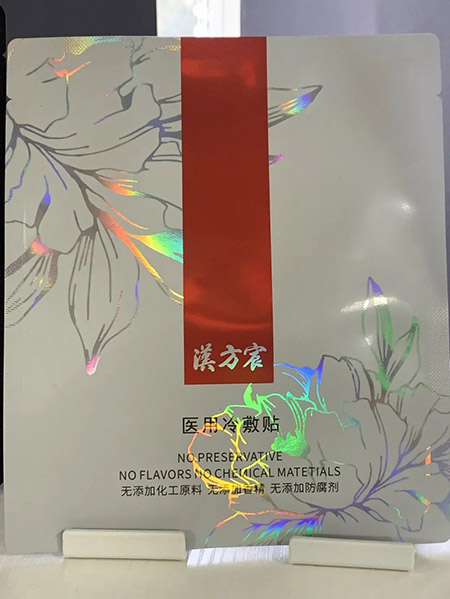 漢方宸
医用冷敷贴
NO PRESERVATIVE
NO FLAVORS NO CHEMICAL MATETIALS
无添加化工原料 无添加香精 无添加防腐剂